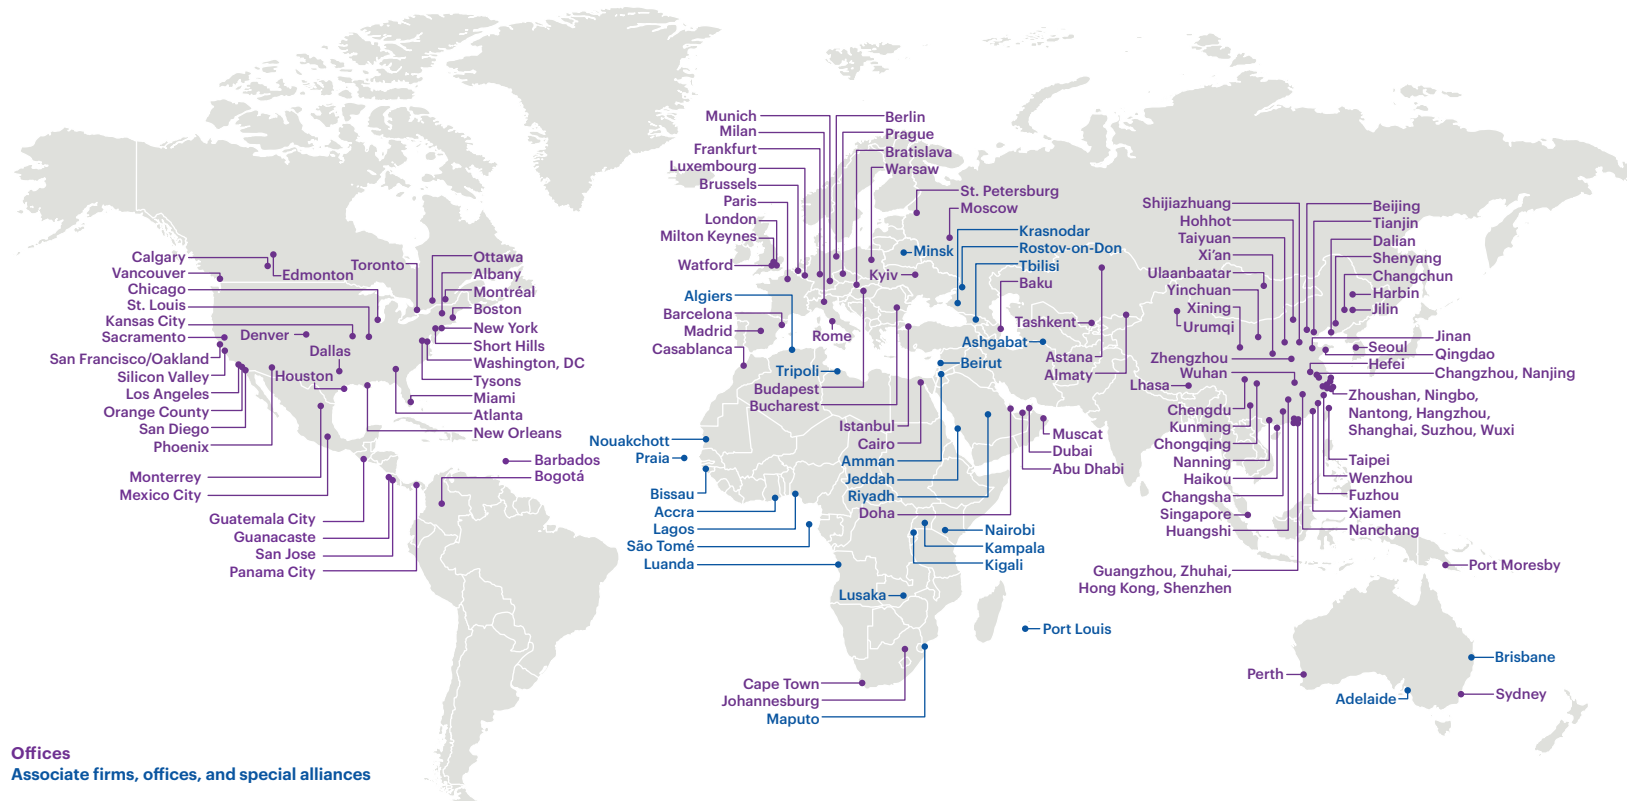 Calgary
Vancouver
Edmonton
Chicago
St. Louis
Kansas City
Sacramento
Denver
San Francisco/Oakland
Dallas
Silicon Valley
Houston
Los Angeles
Orange County
San Diego
Phoenix
Monterrey
Mexico City
Guatemala City
Guanacaste
San Jose
Panama City
Toronto
Ottawa
Albany
Montréal
Boston
New York
Short Hills
Washington, DC
Tysons
Miami
Atlanta
New Orleans
Barbados
Bogotá
Munich
Milan
Frankfurt
Luxembourg
Brussels
Paris
London
Milton Keynes
Watford
Algiers
Barcelona
Madrid
Casablanca
Rome
Tripoli
Budapest
Bucharest
Berlin
Prague
Bratislava
Warsaw
St. Petersburg
Moscow
Minsk
Kyiv
Krasnodar
Rostov-on-Don
Tbilisi
Baku
Tashkent
Ashgabat
Astana
Almaty
Beirut
Istanbul
Cairo
Amman
Jeddah
Riyadh
Doha
Muscat
Dubai
Abu Dhabi
Nouakchott
Praia
Bissau
Accra
Lagos
São Tomé
Luanda
Nairobi
Kampala
Kigali
Lusaka
Port Louis
Cape Town
Johannesburg
Maputo
Shijiazhuang
Hohhot
Taiyuan
Xi’an
Ulaanbaatar
Yinchuan
Xining
Urumqi
Zhengzhou
Wuhan
Lhasa
Chengdu
Kunming
Chongqing
Nanning
Haikou
Changsha
Singapore
Huangshi
Guangzhou, Zhuhai,
Hong Kong, Shenzhen
Beijing
Tianjin
Dalian
Shenyang
Changchun
Harbin
Jilin
Jinan
Seoul
Qingdao
Hefei
Changzhou, Nanjing
Zhoushan, Ningbo,
Nantong, Hangzhou,
Shanghai, Suzhou, Wuxi
Taipei
Wenzhou
Fuzhou
Xiamen
Nanchang
Port Moresby
Brisbane
Perth
Adelaide
Sydney
Offices
Associate firms, offices, and special alliances